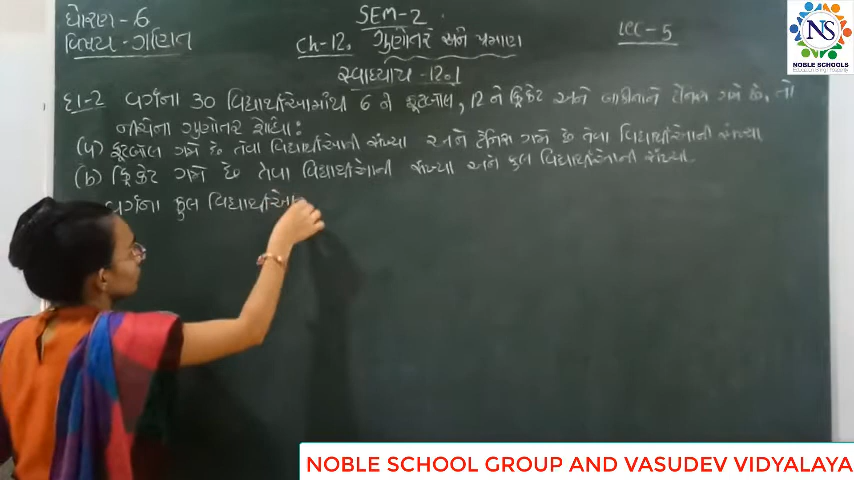 ધોરણ - 6
SEM-2
વિષય - ગણિત
Ch-12. ગુણોત્તર અને પ્રમાણ
LEC - 5
સ્વાધ્યાય - 12.1
દા-2 વર્ગના 30 વિદ્યાર્થીઓમાંથી 6 ને ફૂટબોલ, 12 ને ક્રિકેટ અને બાકીનાને ટેનિસ ગમે છે. તો
નીચેના ગુણોત્તર શોધો:
(a) ફૂટબોલ ગમે છે તેવા વિદ્યાર્થીઓની સંખ્યા અને ટેનિસ ગમે છે તેવા વિદ્યાર્થીઓની સંખ્યા
(b) ક્રિકેટ ગમે છે તેવા વિદ્યાર્થીઓની સંખ્યા અને કુલ વિદ્યાર્થીઓની સંખ્યા.
વર્ગના કુલ વિદ્યાર્થીઓ
NS
NOBLE SCHOOLS
NOBLE SCHOOL GROUP AND VASUDEV VIDYALAYA